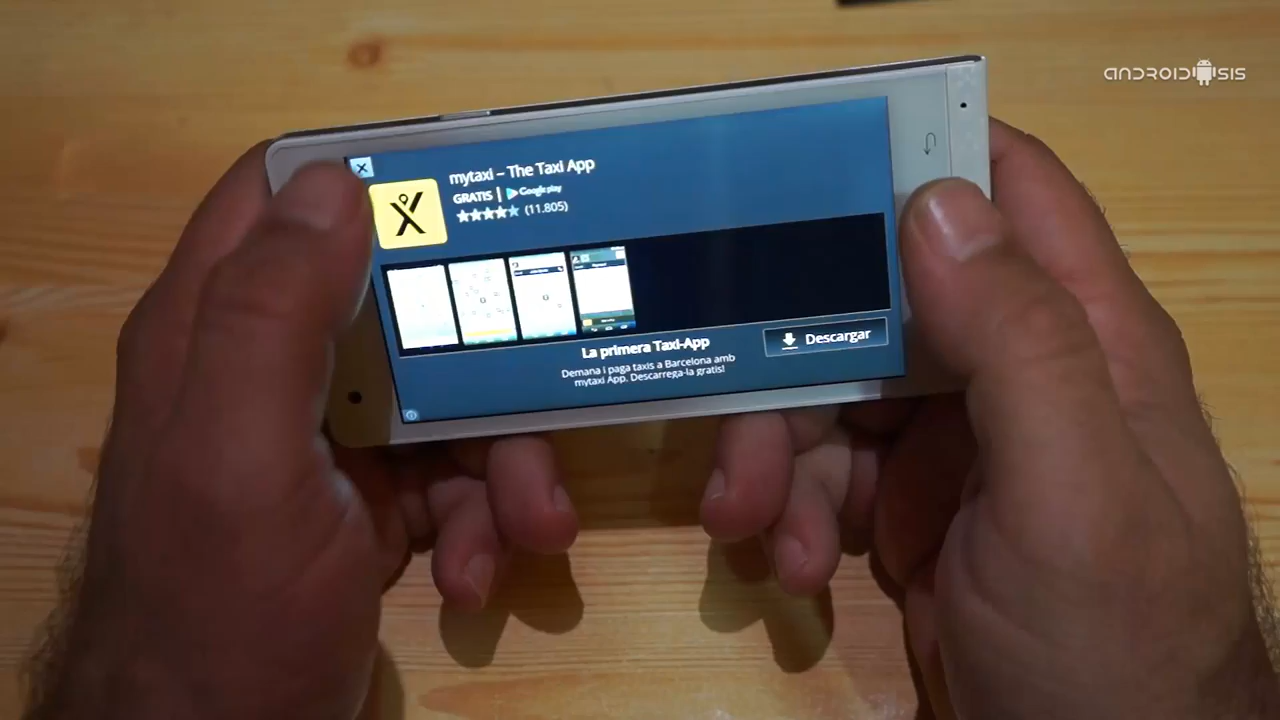 ANDROIDSIS
mytaxi – The Taxi App
GRATIS | Google play
(11.805)
La primera Taxi-App
Descargar
Demana i paga taxis a Barcelona amb
mytaxi App. Descarrega-la gratis!